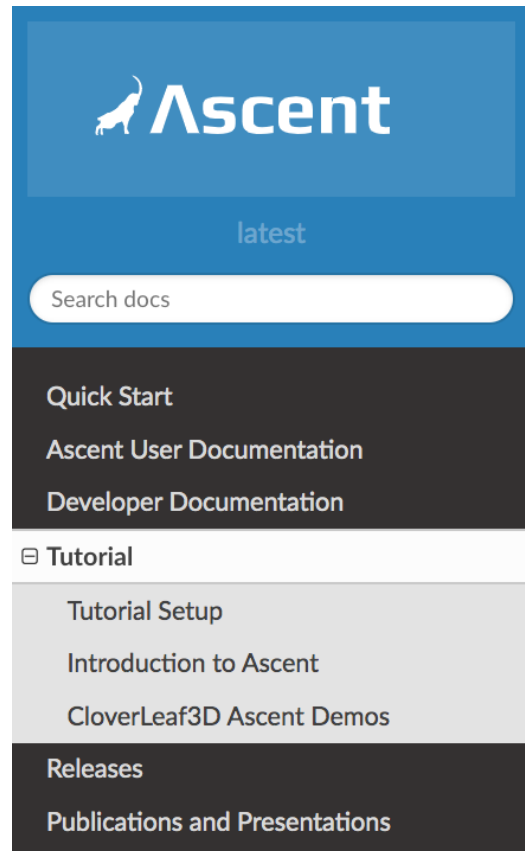 Ascent
latest
Search docs
Quick Start
Ascent User Documentation
Developer Documentation
Tutorial
Tutorial Setup
Introduction to Ascent
CloverLeaf3D Ascent Demos
Releases
Publications and Presentations